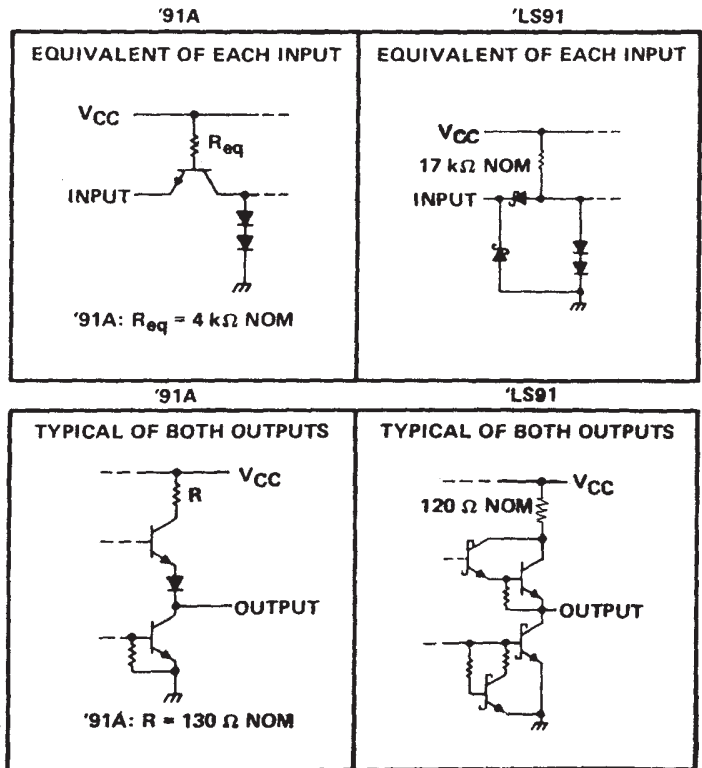 '91A
'LS91
EQUIVALENT OF EACH INPUT
EQUIVALENT OF EACH INPUT
VCC
Req
INPUT
'91A: Req = 4 kΩ NOM
VCC
17 kΩ NOM
INPUT
'91A
'LS91
TYPICAL OF BOTH OUTPUTS
TYPICAL OF BOTH OUTPUTS
VCC
R
OUTPUT
'91A: R = 130 Ω NOM
VCC
120 Ω NOM
OUTPUT